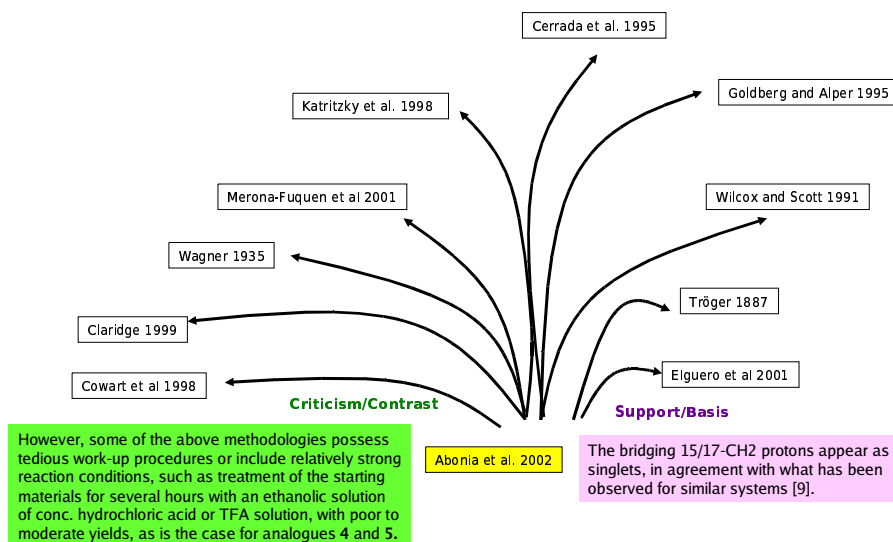 Cerrada et al. 1995
Goldberg and Alper 1995
Katritzky et al. 1998
Merona-Fuquen et al 2001
Wilcox and Scott 1991
Wagner 1935
Tröger 1887
Claridge 1999
Elguero et al 2001
Cowart et al 1998
Criticism/Contrast
Support/Basis
However, some of the above methodologies possess
tedious work-up procedures or include relatively strong
reaction conditions, such as treatment of the starting
materials for several hours with an ethanolic solution
of conc. hydrochloric acid or TFA solution, with poor to
moderate yields, as is the case for analogues 4 and 5.
Abonia et al. 2002
The bridging 15/17-CH2 protons appear as
singlets, in agreement with what has been
observed for similar systems [9].